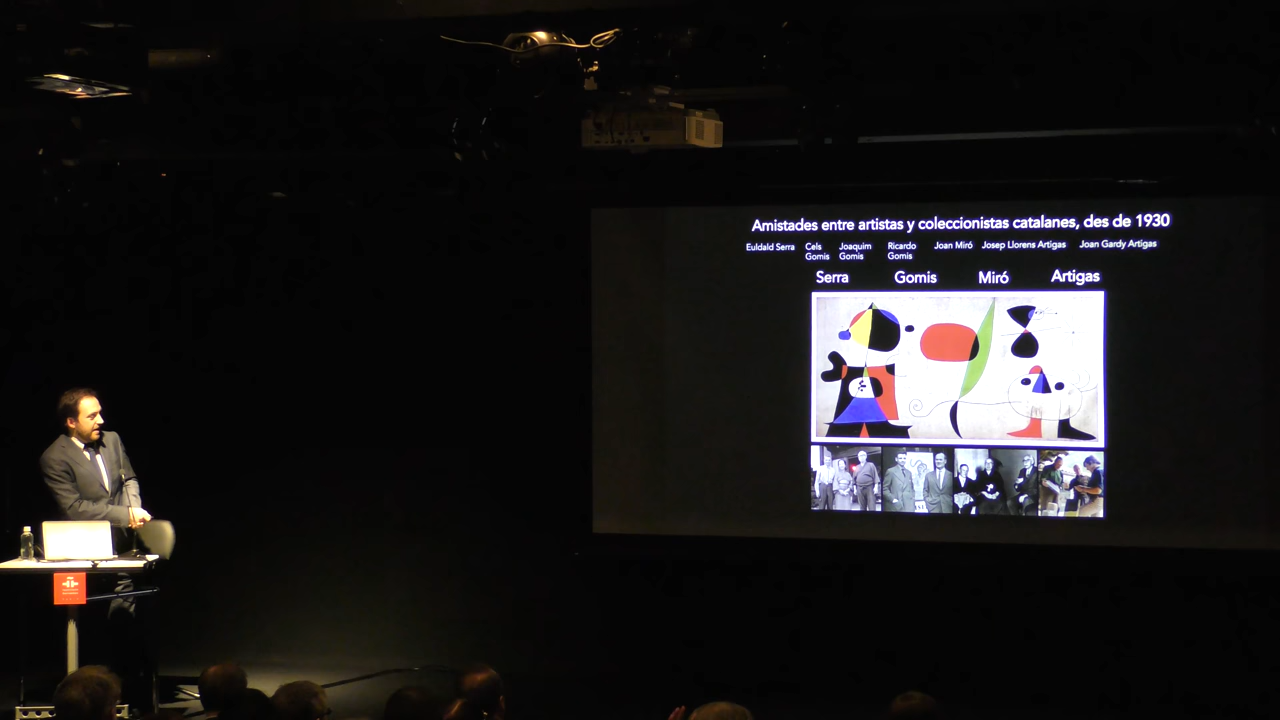 Amistades entre artistas y coleccionistas catalanes, des de 1930
Euldald Serra
Cels Gomis
Joaquim Gomis
Ricardo Gomis
Joan Miró
Josep Llorens Artigas
Joan Gardy Artigas
Serra
Gomis
Miró
Artigas